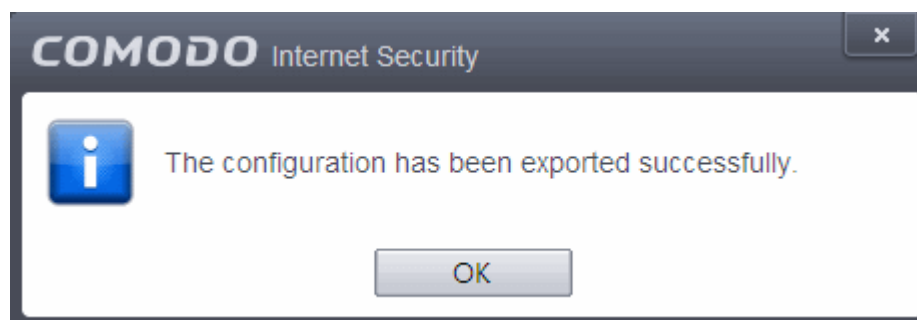 COMODO Internet Security
The configuration has been exported successfully.
OK